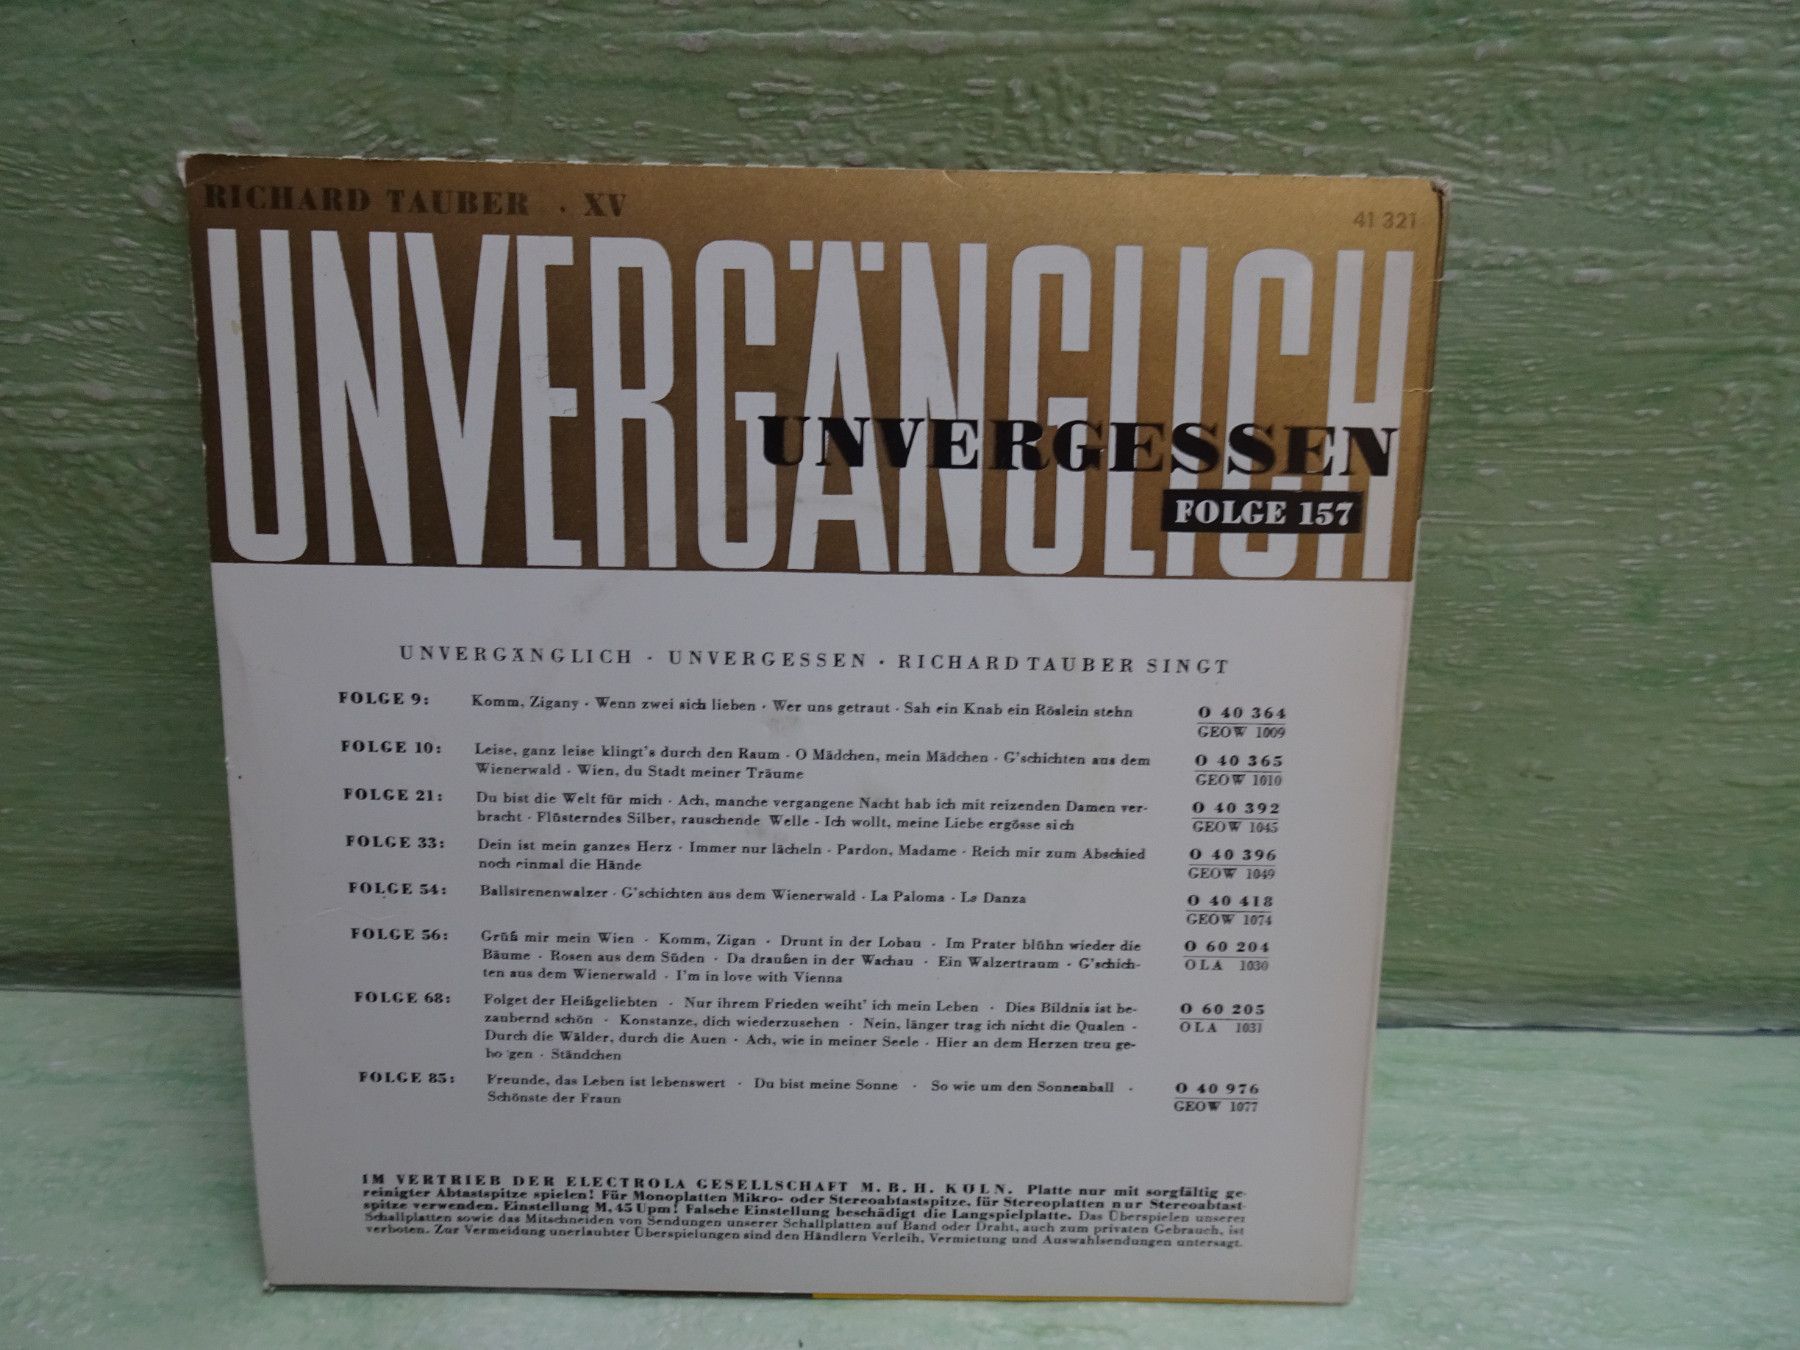 RICHARD TAUBER · XV
41 321
UNVERGÄNGLICH
UNVERGESSEN
FOLGE 157
UNVERGÄNGLICH · UNVERGESSEN · RICHARD TAUBER SINGT
FOLGE 9: Komm, Zigany · Wenn zwei sich lieben · Wer uns getraut · Sah ein Knab ein Röslein stehn O 40 364
GEOW 1009
FOLGE 10: Leise, ganz leise klingt's durch den Raum · O Mädchen, mein Mädchen · G'schichten aus dem O 40 365
Wienerwald · Wien, du Stadt meiner Träume GEOW 1010
FOLGE 21: Du bist die Welt für mich · Ach, manche vergangene Nacht hab ich mit reizenden Damen ver- O 40 392
bracht · Flüsterndes Silber, rauschende Welle - Ich wollt, meine Liebe ergösse sich GEOW 1045
FOLGE 33: Dein ist mein ganzes Herz · Immer nur lächeln · Pardon, Madame · Reich mir zum Abschied O 40 396
noch einmal die Hände GEOW 1049
FOLGE 54: Ballsirenenwalzer · G'schichten aus dem Wienerwald · La Paloma · La Danza O 40 418
GEOW 1074
FOLGE 56: Grüß mir mein Wien · Komm, Zigan · Drunt in der Lobau · Im Prater blühn wieder die O 60 204
Bäume · Rosen aus dem Süden · Da draußen in der Wachau · Ein Walzertraum · G'schich- OLA 1030
ten aus dem Wienerwald · I'm in love with Vienna
FOLGE 68: Folget der Heißgeliebten · Nur ihrem Frieden weiht' ich mein Leben · Dies Bildnis ist be- O 60 205
zaubernd schön · Konstanze, dich wiederzusehen · Nein, länger trag ich nicht die Qualen · OLA 1031
Durch die Wälder, durch die Auen · Ach, wie in meiner Seele · Hier an dem Herzen treu ge-
bo gen · Ständchen
FOLGE 85: Freunde, das Leben ist lebenswert · Du bist meine Sonne · So wie um den Sonnenball · O 40 976
Schönste der Fraun GEOW 1077
IM VERTRIEB DER ELECTROLA GESELLSCHAFT M. B. H. KÖLN. Platte nur mit sorgfältig ge-
reinigter Abtastspitze spielen! Für Monoplatten Mikro- oder Stereoabtastspitze, für Stereoplatten nur Stereoabtast-
spitze verwenden. Einstellung M, 45 Upm! Falsche Einstellung beschädigt die Langspielplatte. Das Überspielen unserer
Schallplatten sowie das Mitschneiden von Sendungen unserer Schallplatten auf Band oder Draht, auch zum privaten Gebrauch, ist
verboten. Zur Vermeidung unerlaubter Überspielungen sind den Händlern Verleih, Vermietung und Auswahlsendungen untersagt.